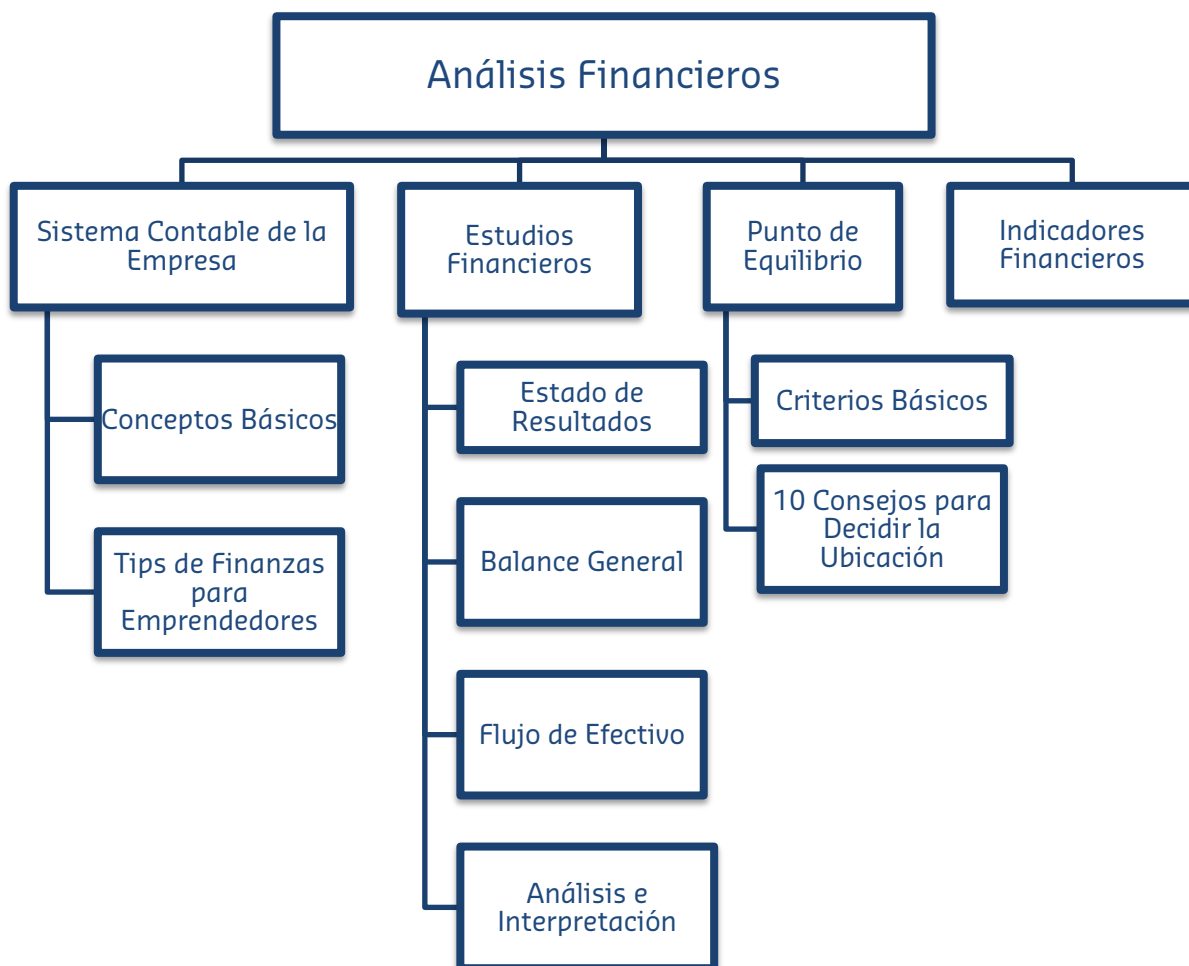 Análisis Financieros
Sistema Contable de la
Empresa
Conceptos Básicos
Tips de Finanzas
para
Emprendedores
Estudios
Financieros
Estado de
Resultados
Balance General
Flujo de Efectivo
Análisis e
Interpretación
Punto de
Equilibrio
Criterios Básicos
10 Consejos para
Decidir la
Ubicación
Indicadores
Financieros